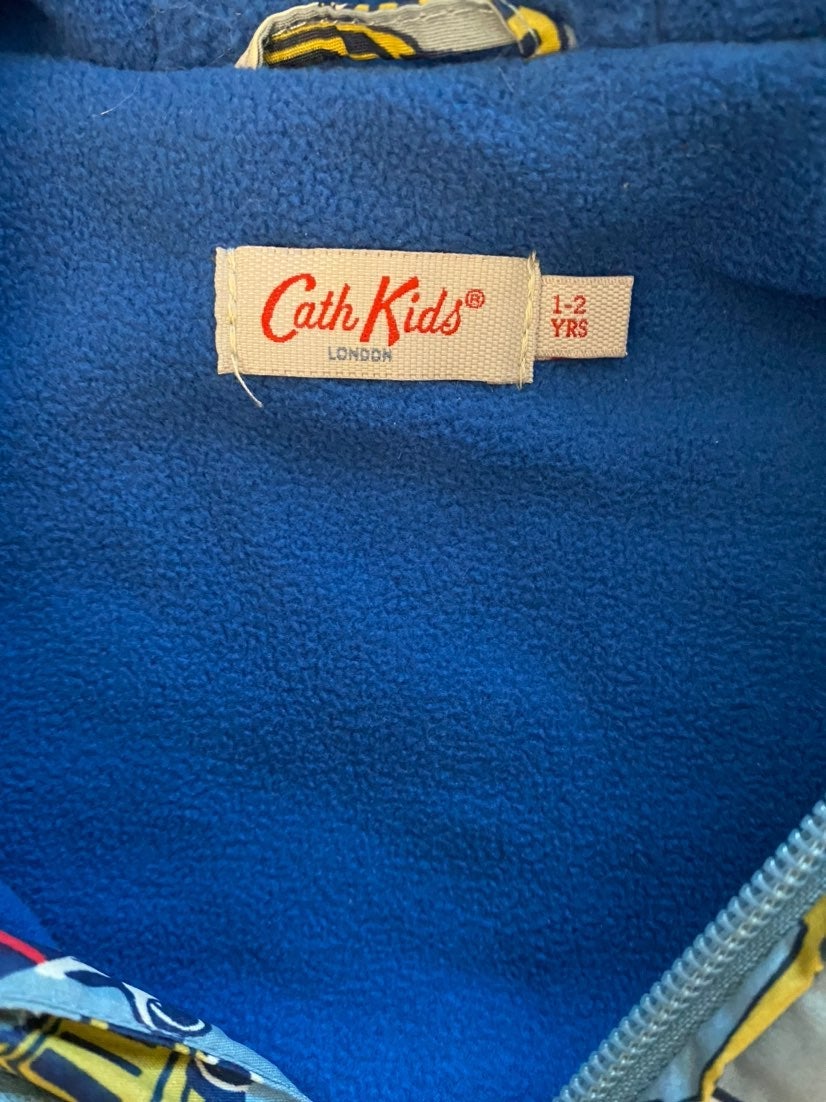 Cath Kids®
LONDON
1-2
YRS